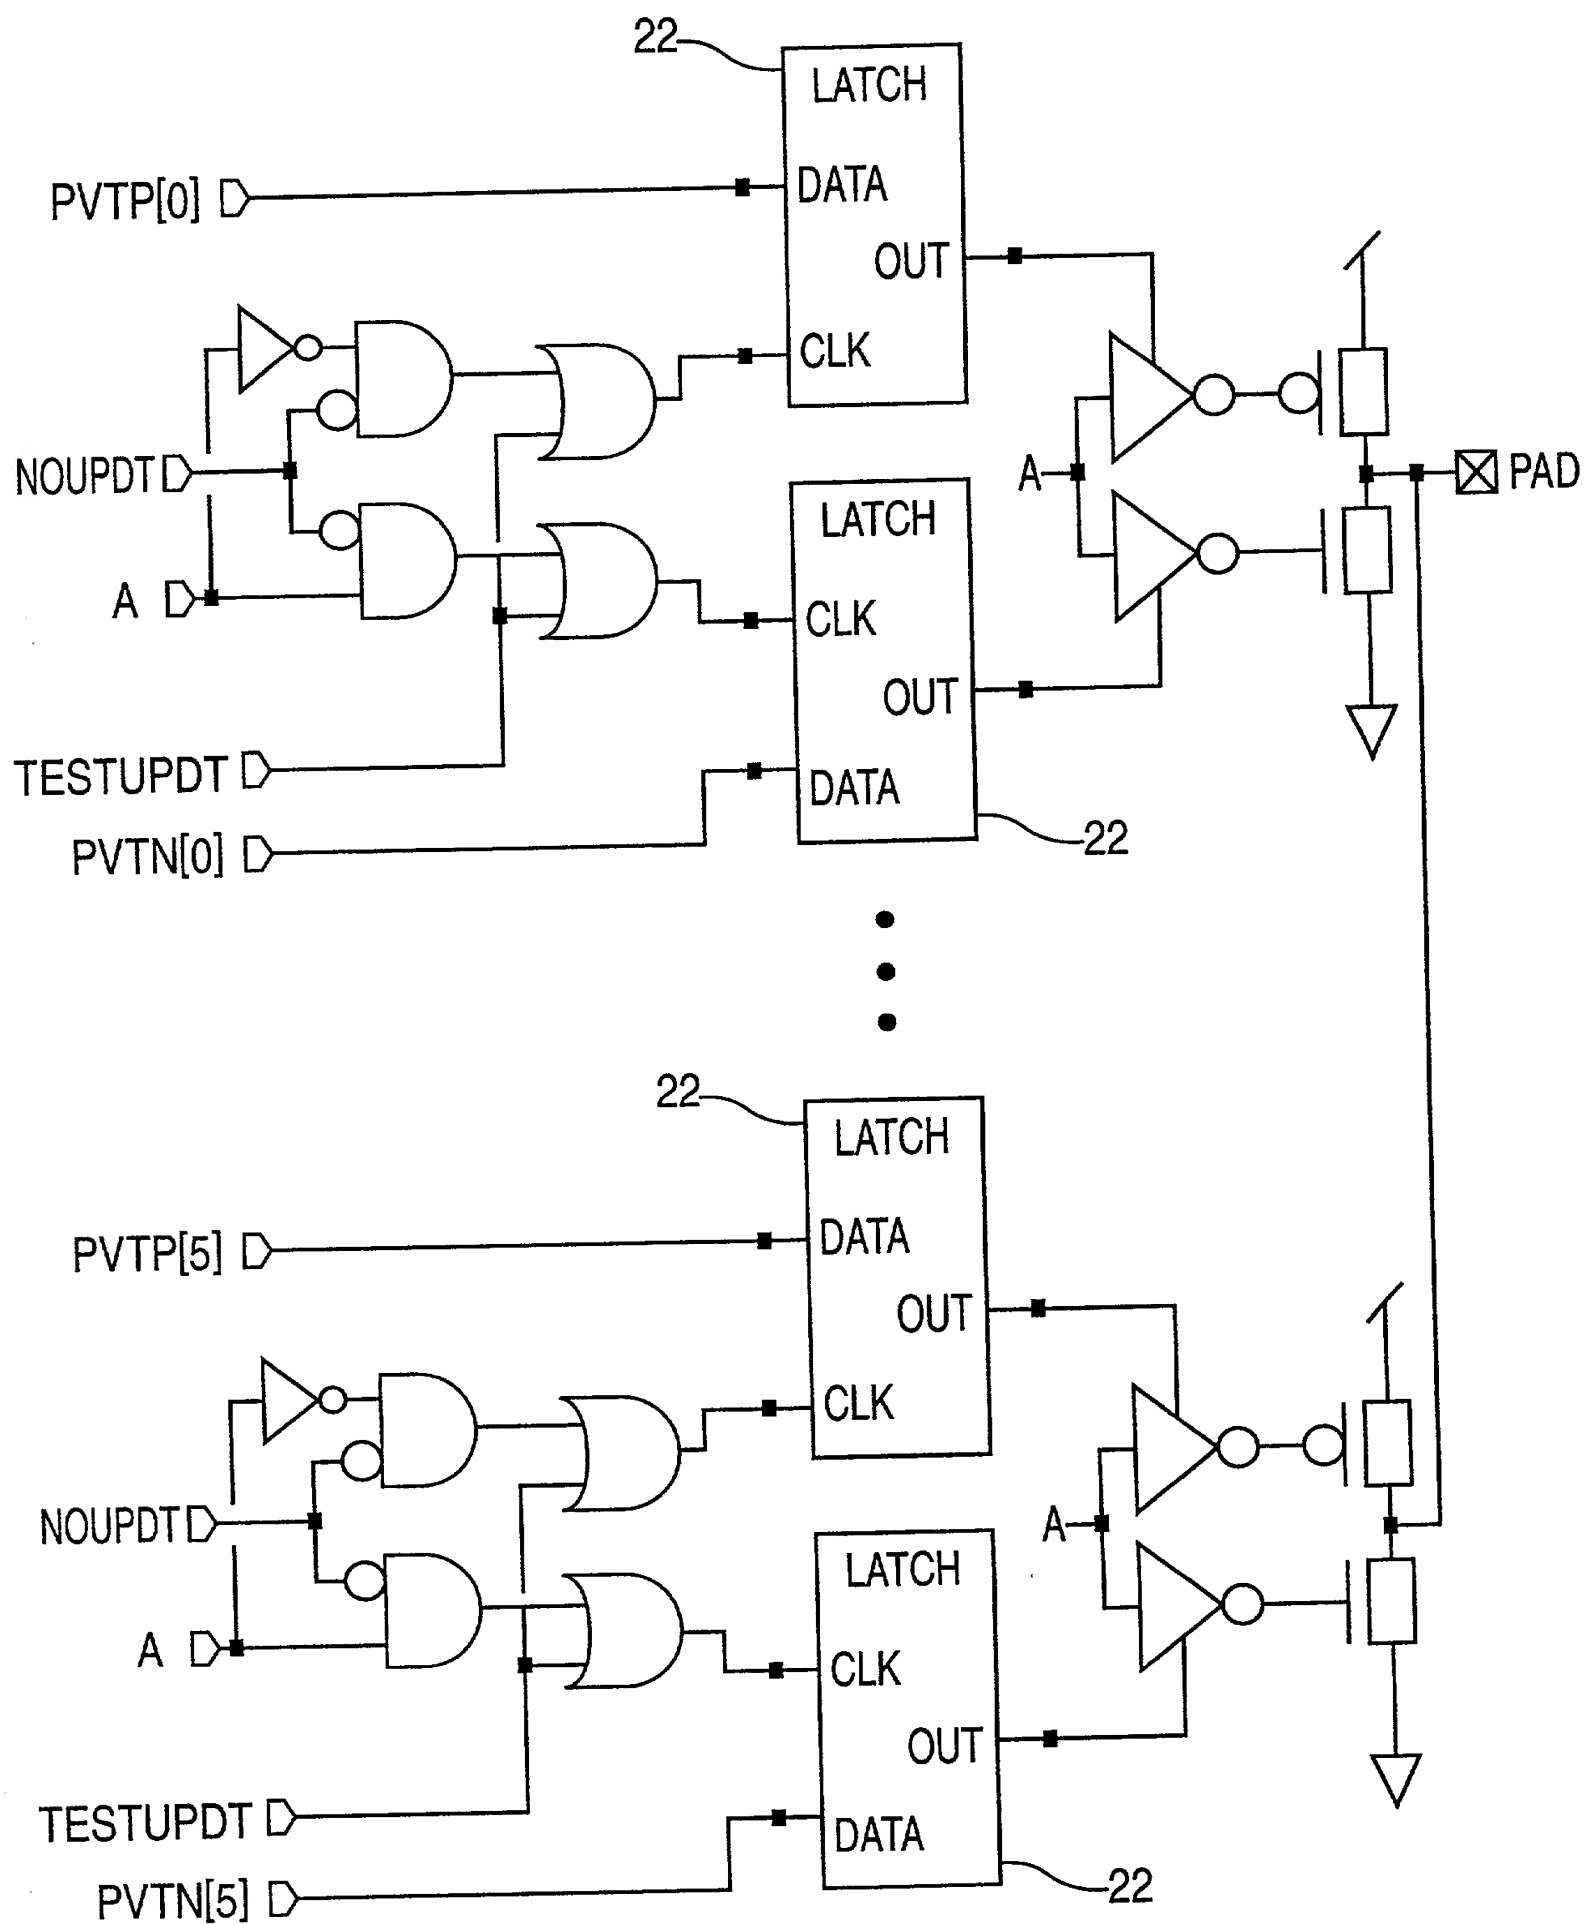 22
LATCH
PVTP[0]
DATA
OUT
CLK
NOUPDT
A
PAD
LATCH
A
CLK
OUT
TESTUPDT
DATA
PVTN[0]
22
22
LATCH
PVTP[5]
DATA
OUT
CLK
NOUPDT
A
LATCH
A
CLK
OUT
TESTUPDT
DATA
PVTN[5]
22